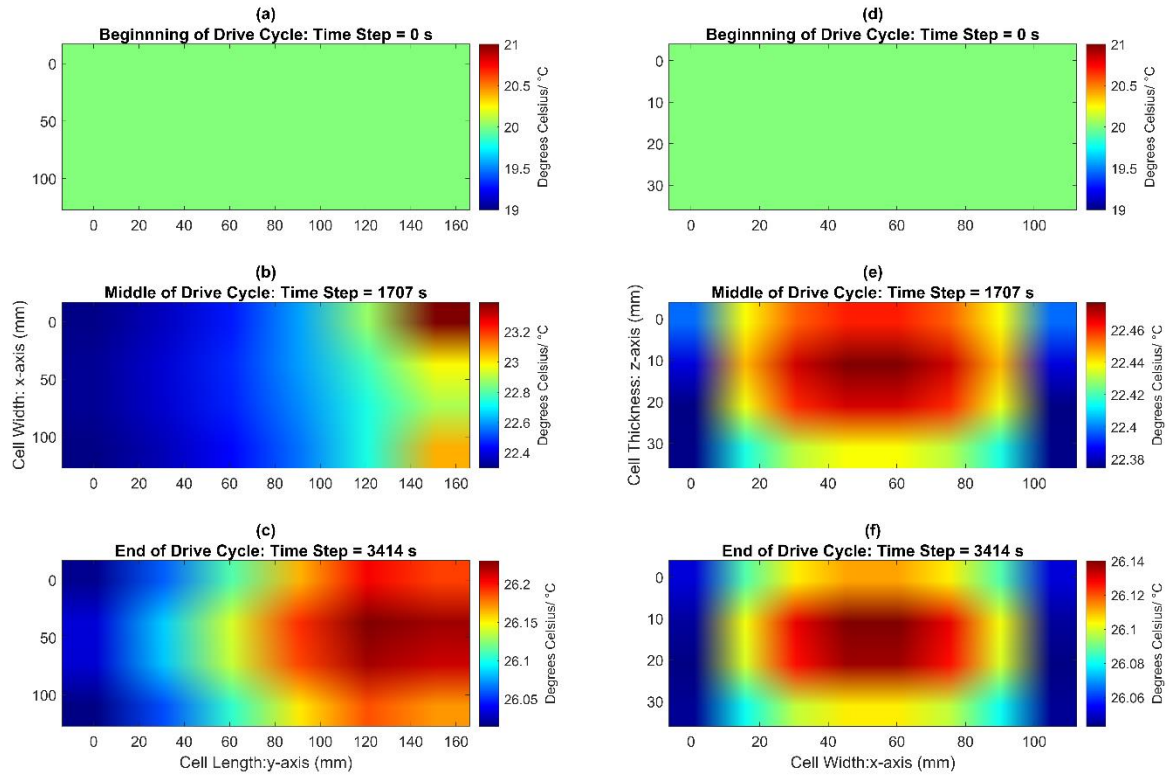 (a)
Beginnning of Drive Cycle: Time Step = 0 s
0
50
100
0 20 40 60 80 100 120 140 160
21
20.5
20
19.5
19
Degrees Celsius/ °C
(d)
Beginnning of Drive Cycle: Time Step = 0 s
0
10
20
30
0 20 40 60 80 100
21
20.5
20
19.5
19
Degrees Celsius/ °C
(b)
Middle of Drive Cycle: Time Step = 1707 s
Cell Width: x-axis (mm)
0
50
100
0 20 40 60 80 100 120 140 160
23.2
23
22.8
22.6
22.4
Degrees Celsius/ °C
(e)
Middle of Drive Cycle: Time Step = 1707 s
Cell Thickness: z-axis (mm)
0
10
20
30
0 20 40 60 80 100
22.46
22.44
22.42
22.4
22.38
Degrees Celsius/ °C
(c)
End of Drive Cycle: Time Step = 3414 s
0
50
100
0 20 40 60 80 100 120 140 160
Cell Length:y-axis (mm)
26.2
26.15
26.1
26.05
Degrees Celsius/ °C
(f)
End of Drive Cycle: Time Step = 3414 s
0
10
20
30
0 20 40 60 80 100
Cell Width:x-axis (mm)
26.14
26.12
26.1
26.08
26.06
Degrees Celsius/ °C